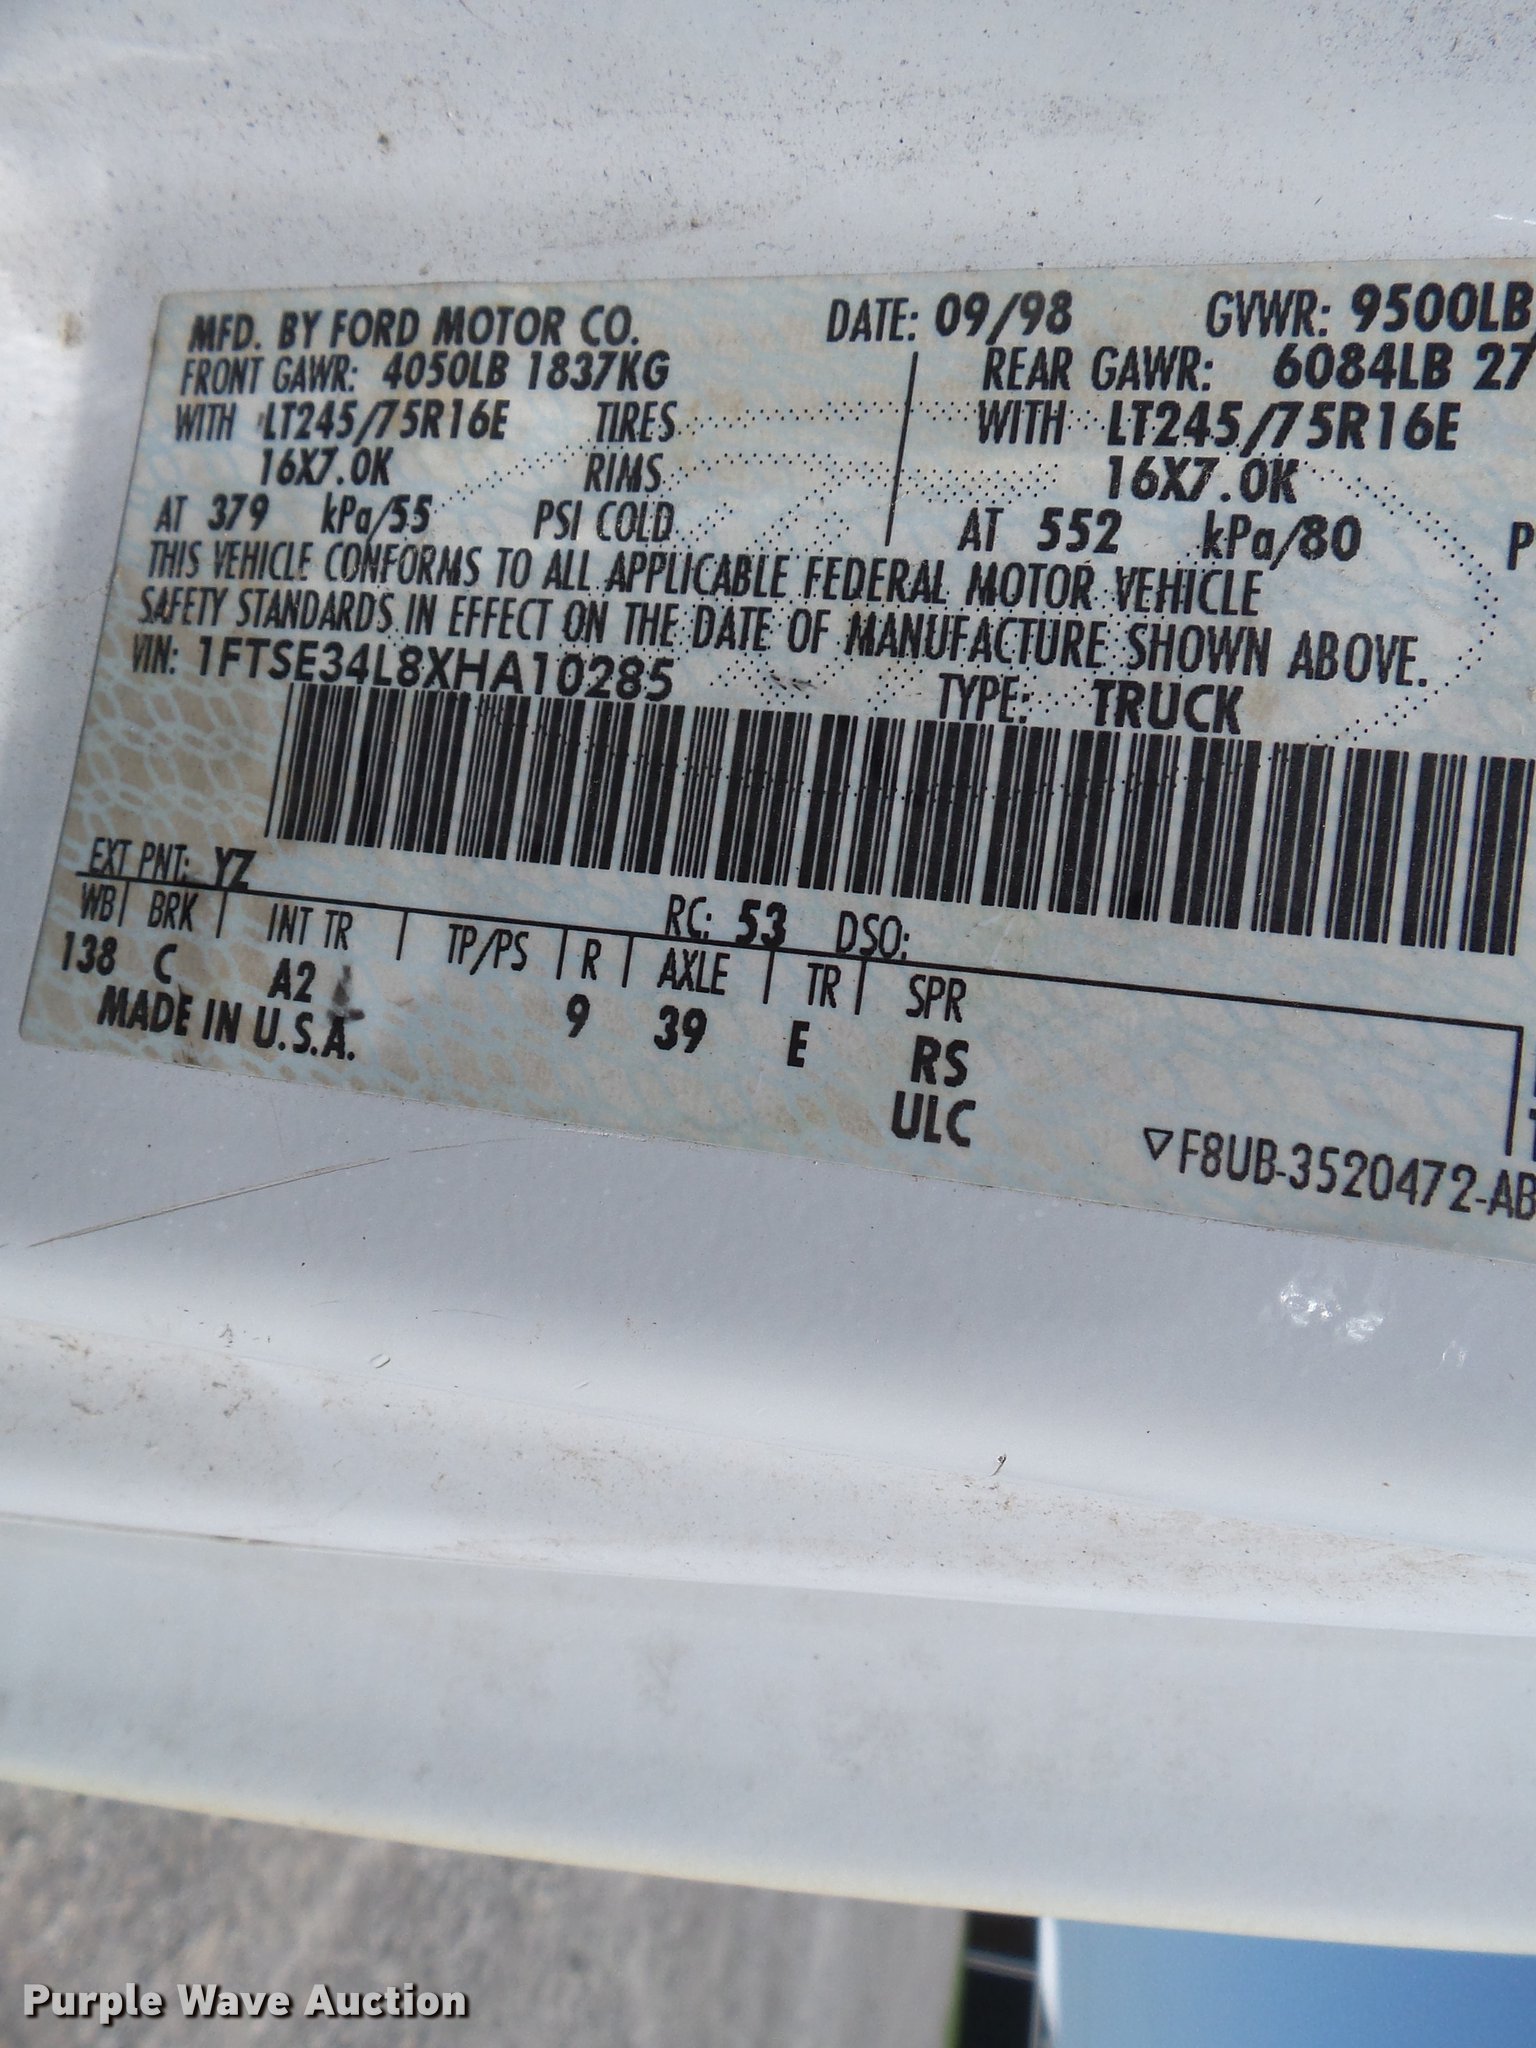 MFD. BY FORD MOTOR CO. DATE: 09/98 GVWR: 9500LB
FRONT GAWR: 4050LB 1837KG REAR GAWR: 6084LB 27
WITH LT245/75R16E TIRES WITH LT245/75R16E
16X7.0K RIMS 16X7.0K
AT 379 kPa/55 PSI COLD AT 552 kPa/80 P
THIS VEHICLE CONFORMS TO ALL APPLICABLE FEDERAL MOTOR VEHICLE
SAFETY STANDARDS IN EFFECT ON THE DATE OF MANUFACTURE SHOWN ABOVE.
VIN: 1FTSE34L8XHA10285 TYPE: TRUCK
EXT PNT: YZ RC: 53 DSO:
WB BRK INT TR TP/PS R AXLE TR SPR
138 C A2 9 39 E RS
MADE IN U.S.A. ULC
▽F8UB-3520472-AB
Purple Wave Auction